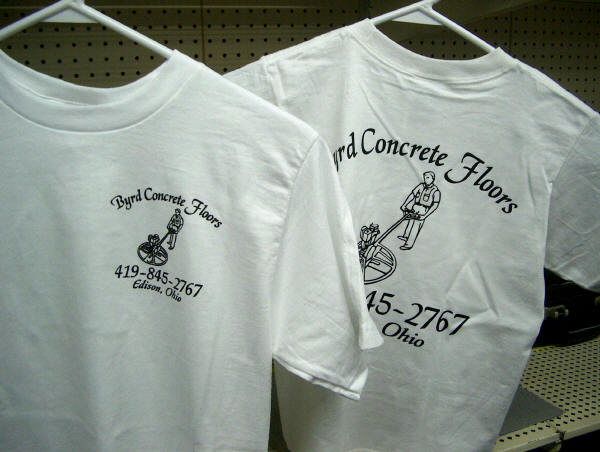 Byrd Concrete Floors
419-845-2767
Edison, Ohio
yrd Concrete Floors
45-2767
Ohio